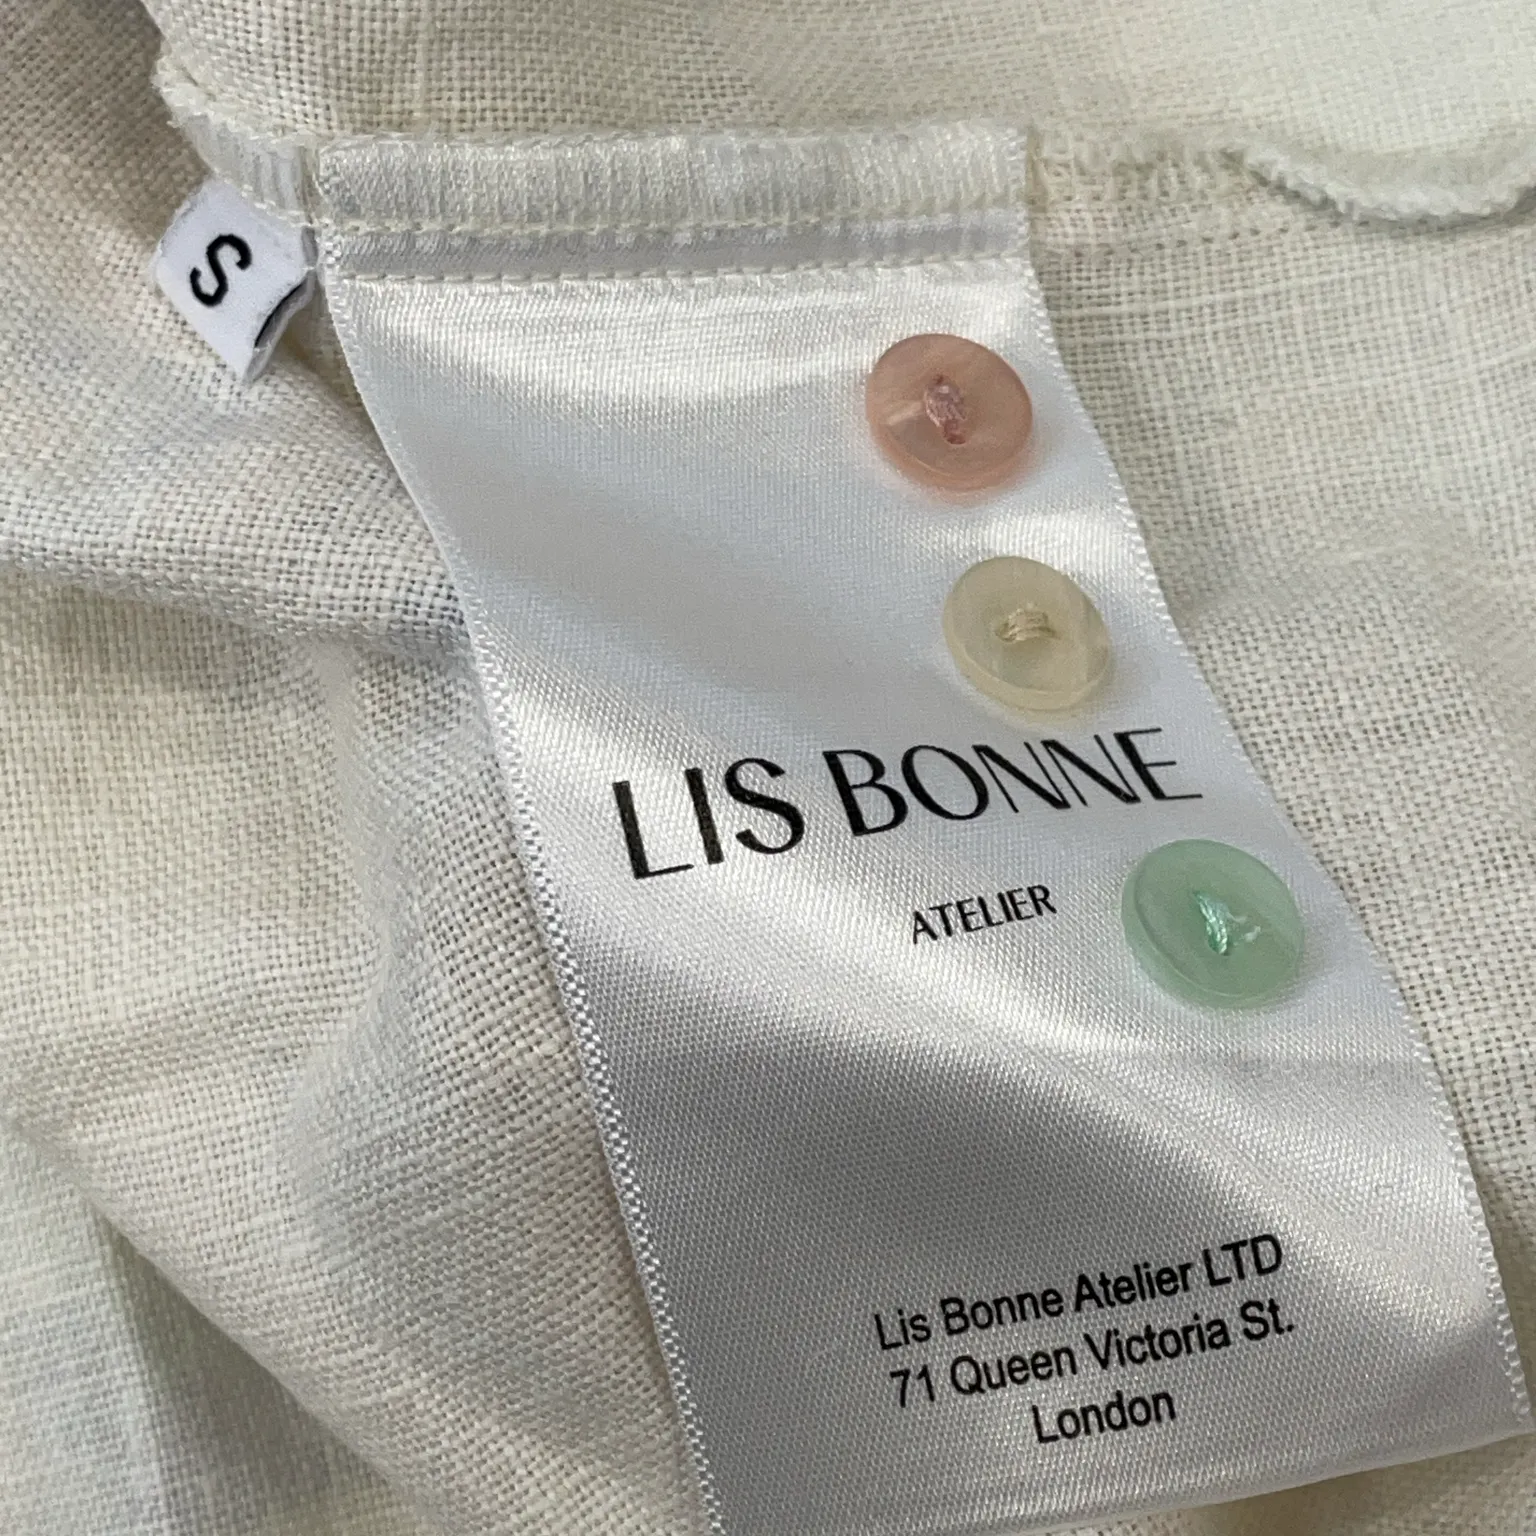 S
LIS BONNE
ATELIER
Lis Bonne Atelier LTD
71 Queen Victoria St.
London